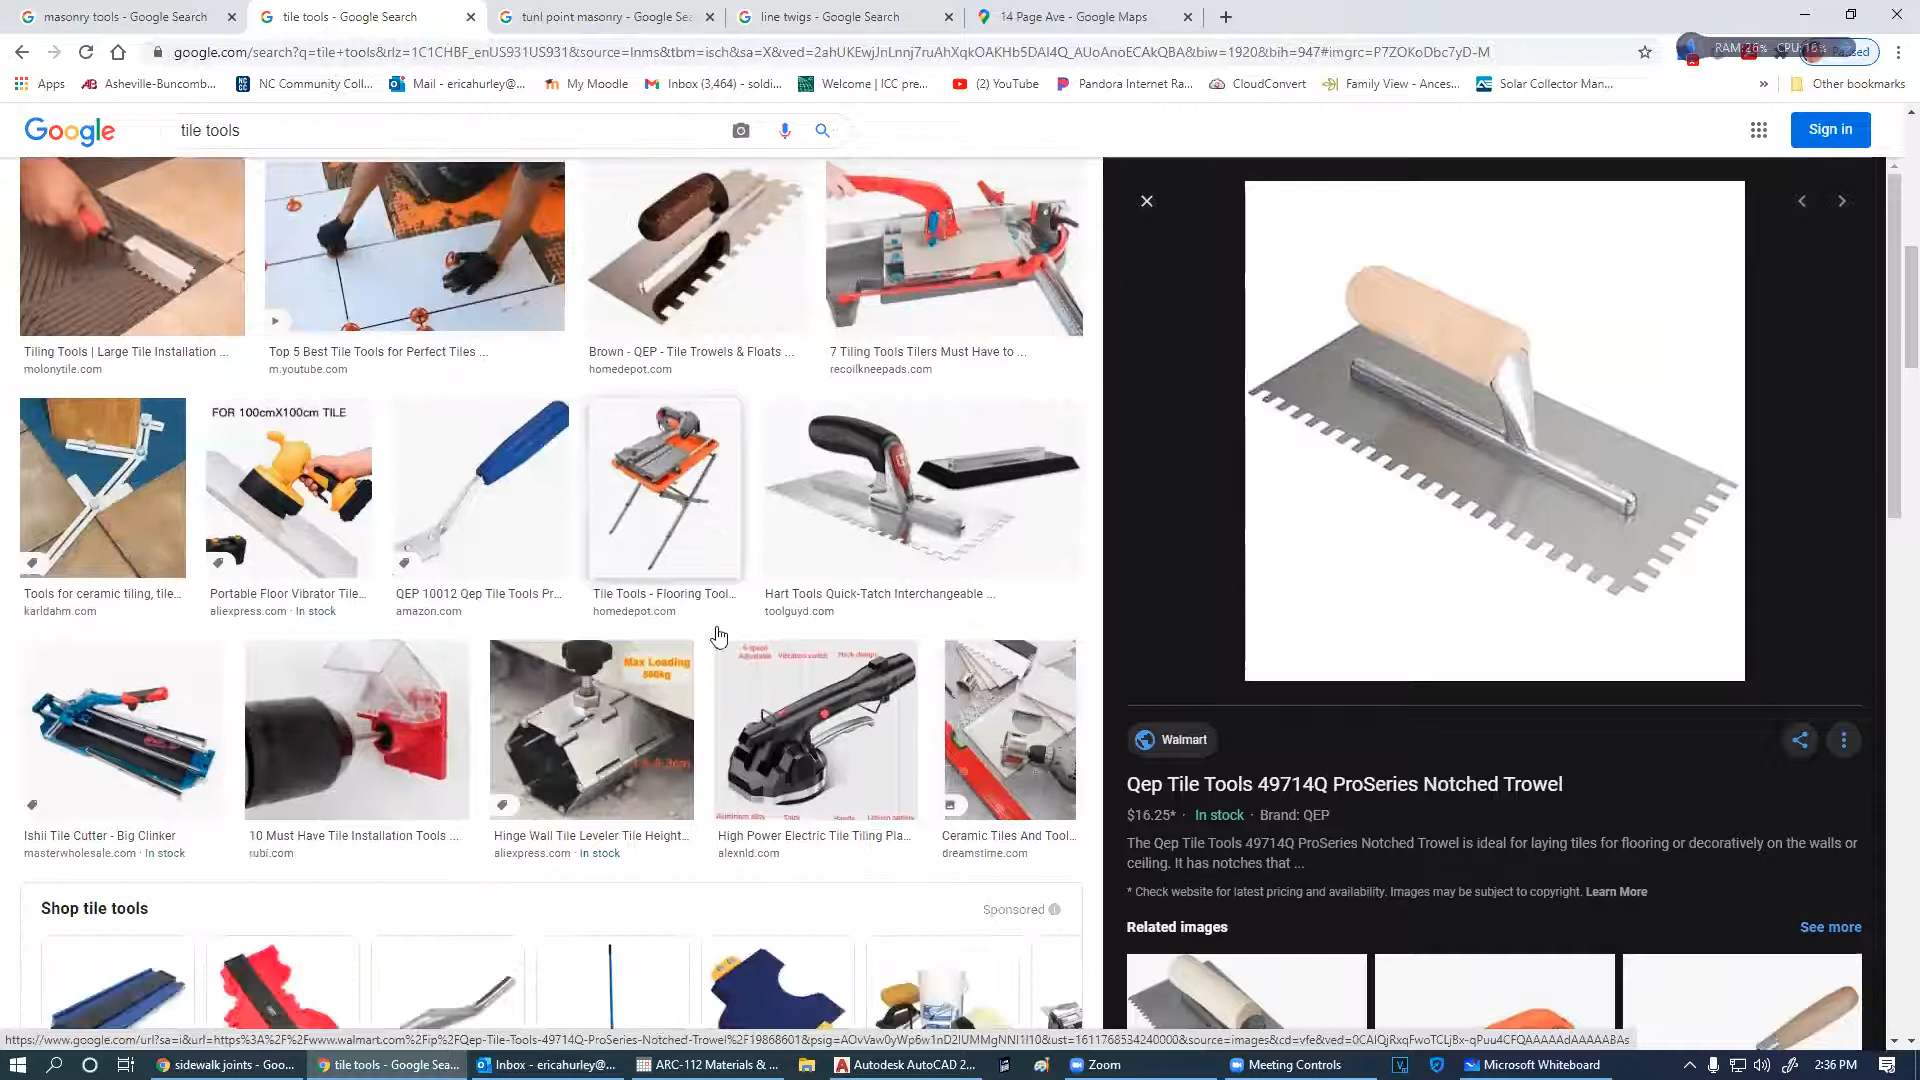 masonry tools - Google Search
tile tools - Google Search
tunl point masonry - Google Sea
line twigs - Google Search
14 Page Ave - Google Maps
google.com/search?q=tile+tools&rlz=1C1CHBF_enUS931US931&source=lnms&tbm=isch&sa=X&ved=2ahUKEwjJnLnnj7ruAhXqkOAKHb5DAI4Q_AUoAnoECAkQBA&biw=1920&bih=947#imgrc=P7ZOKoDbc7yD-M
RAM:26% CPU:16%
Paused
Apps
Asheville-Buncomb...
NC Community Coll...
Mail - ericahurley@...
My Moodle
Inbox (3,464) - soldi...
Welcome | ICC pre...
(2) YouTube
Pandora Internet Ra...
CloudConvert
Family View - Ances...
Solar Collector Man...
Other bookmarks
Google
tile tools
Sign in
Tiling Tools | Large Tile Installation ...
molonytile.com
Top 5 Best Tile Tools for Perfect Tiles ...
m.youtube.com
Brown - QEP - Tile Trowels & Floats ...
homedepot.com
7 Tiling Tools Tilers Must Have to ...
recoilkneepads.com
FOR 100cmX100cm TILE
Tools for ceramic tiling, tile...
karldahm.com
Portable Floor Vibrator Tile...
aliexpress.com · In stock
QEP 10012 Qep Tile Tools Pr...
amazon.com
Tile Tools - Flooring Tool...
homedepot.com
Hart Tools Quick-Tatch Interchangeable ...
toolguyd.com
Max Loading
Ishii Tile Cutter - Big Clinker
masterwholesale.com · In stock
10 Must Have Tile Installation Tools ...
rubi.com
Hinge Wall Tile Leveler Tile Height...
aliexpress.com · In stock
High Power Electric Tile Tiling Pla...
alexnld.com
Ceramic Tiles And Tool...
dreamstime.com
Shop tile tools
Sponsored
Walmart
Qep Tile Tools 49714Q ProSeries Notched Trowel
$16.25* · In stock · Brand: QEP
The Qep Tile Tools 49714Q ProSeries Notched Trowel is ideal for laying tiles for flooring or decoratively on the walls or
ceiling. It has notches that ...
* Check website for latest pricing and availability. Images may be subject to copyright. Learn More
Related images
See more
sidewalk joints - Goo...
tile tools - Google Sea...
Inbox - ericahurley@...
ARC-112 Materials & ...
Autodesk AutoCAD 2...
Zoom
Meeting Controls
Microsoft Whiteboard
2:36 PM